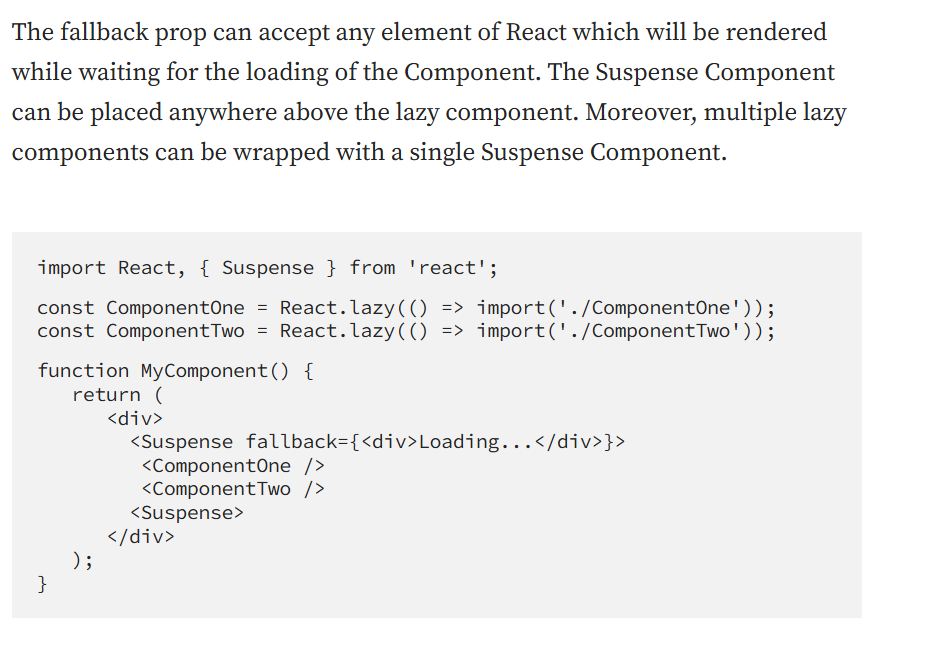 The fallback prop can accept any element of React which will be rendered
while waiting for the loading of the Component. The Suspense Component
can be placed anywhere above the lazy component. Moreover, multiple lazy
components can be wrapped with a single Suspense Component.
import React, { Suspense } from 'react';
const ComponentOne = React.lazy(() => import('./ComponentOne'));
const ComponentTwo = React.lazy(() => import('./ComponentTwo'));
function MyComponent() {
   return (
      <div>
        <Suspense fallback={<div>Loading...</div>}>
         <ComponentOne />
         <ComponentTwo />
        <Suspense>
      </div>
   );
}